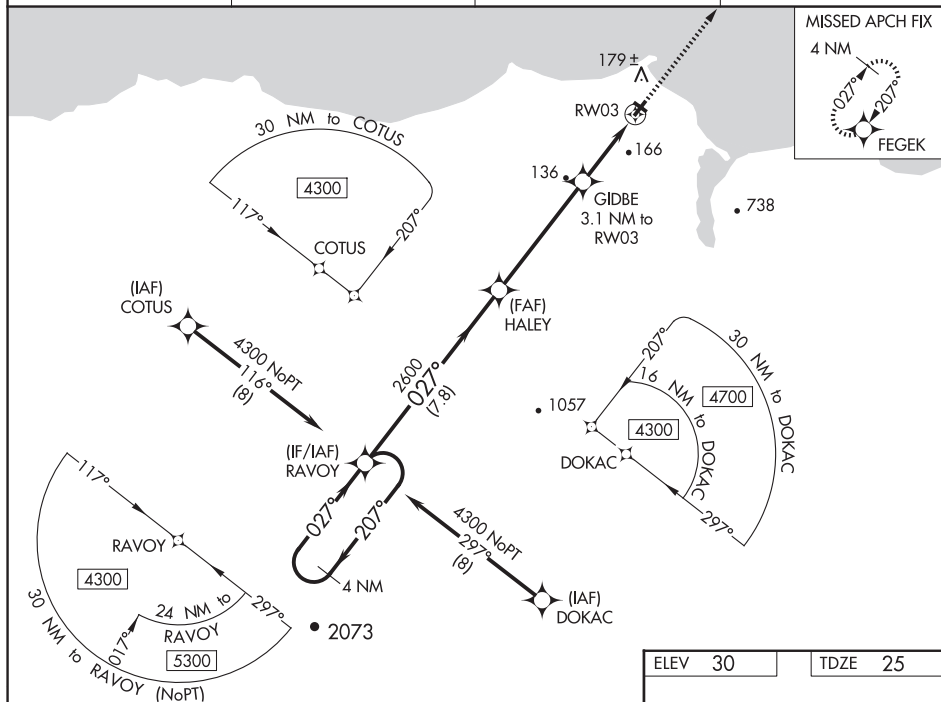 MISSED APCH FIX
4 NM
027°
207°
FEGEK
179 ±
RW03
166
136
GIDBE
3.1 NM to
RW03
738
30 NM to COTUS
4300
117°
207°
COTUS
(IAF)
COTUS
4300 NoPT
116°
(8)
(FAF)
HALEY
2600
027°
(7.8)
1057
207°
30 NM to DOKAC
16 NM to DOKAC
4700
4300
DOKAC
297°
(IF/IAF)
RAVOY
027°
207°
4 NM
4300 NoPT
297°
(8)
(IAF)
DOKAC
117°
RAVOY
4300
297°
24 NM to
RAVOY
017°
5300
30 NM to RAVOY (NoPT)
2073
ELEV 30
TDZE 25